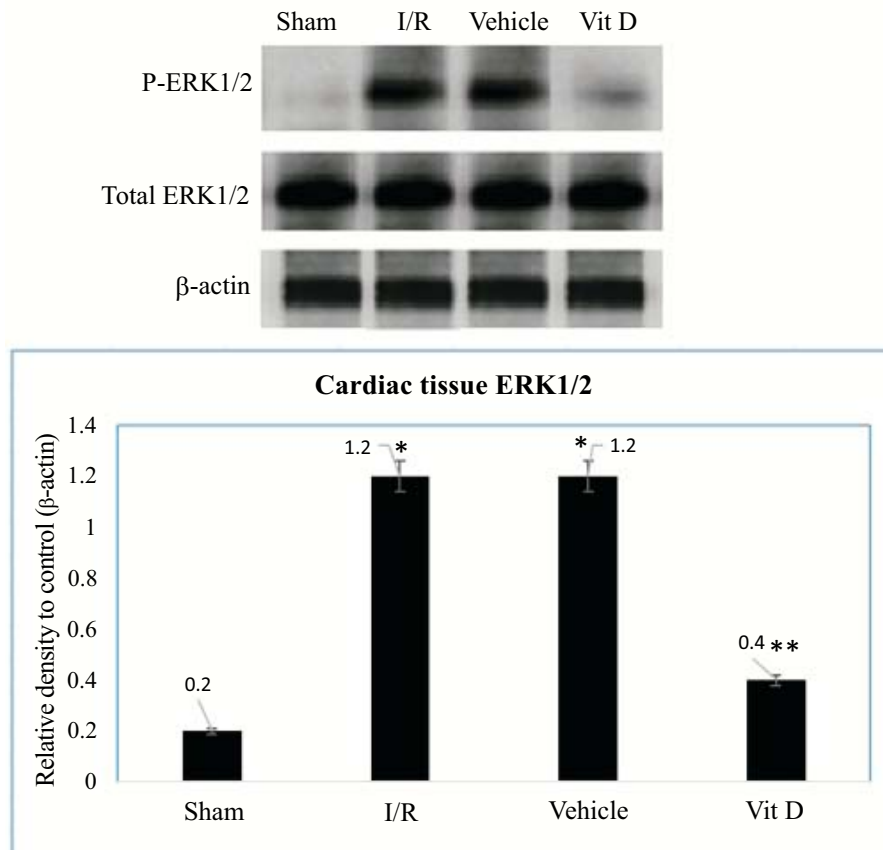 Sham I/R Vehicle Vit D
P-ERK1/2
Total ERK1/2
β-actin
Cardiac tissue ERK1/2
Relative density to control (β-actin)
1.4
1.2
1
0.8
0.6
0.4
0.2
0
0.2
1.2 *
* 1.2
0.4 **
Sham I/R Vehicle Vit D